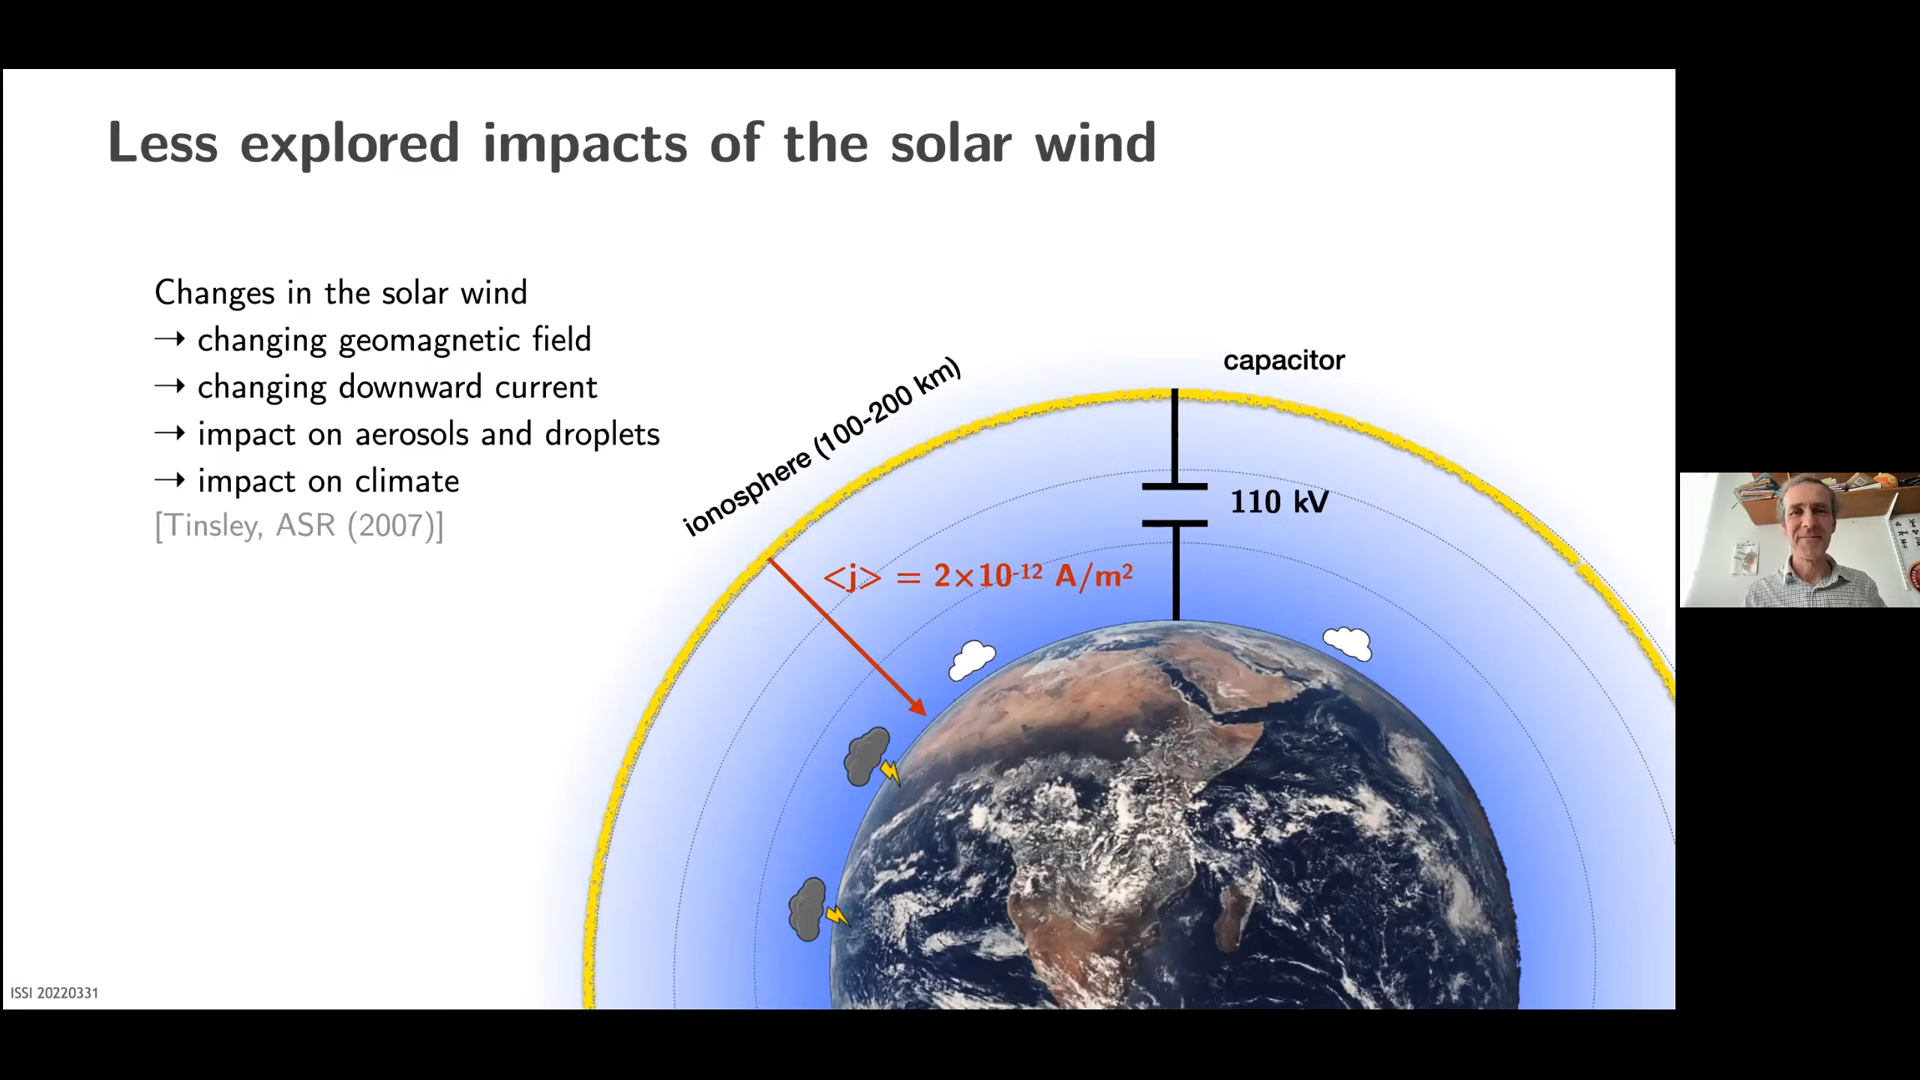 Less explored impacts of the solar wind
Changes in the solar wind
→ changing geomagnetic field
→ changing downward current
→ impact on aerosols and droplets
→ impact on climate
[Tinsley, ASR (2007)]
ionosphere (100-200 km)
capacitor
110 kV
<j> = 2×10-12 A/m2
ISSI 20220331